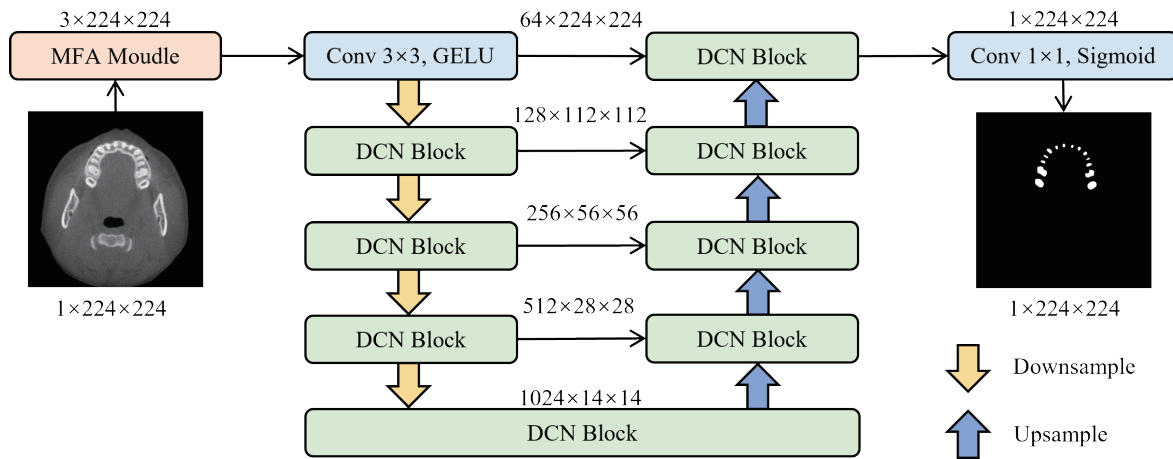 3×224×224
64×224×224
1×224×224
MFA Moudle
Conv 3×3, GELU
DCN Block
Conv 1×1, Sigmoid
128×112×112
DCN Block
DCN Block
256×56×56
DCN Block
DCN Block
1×224×224
512×28×28
1×224×224
DCN Block
DCN Block
Downsample
1024×14×14
DCN Block
Upsample